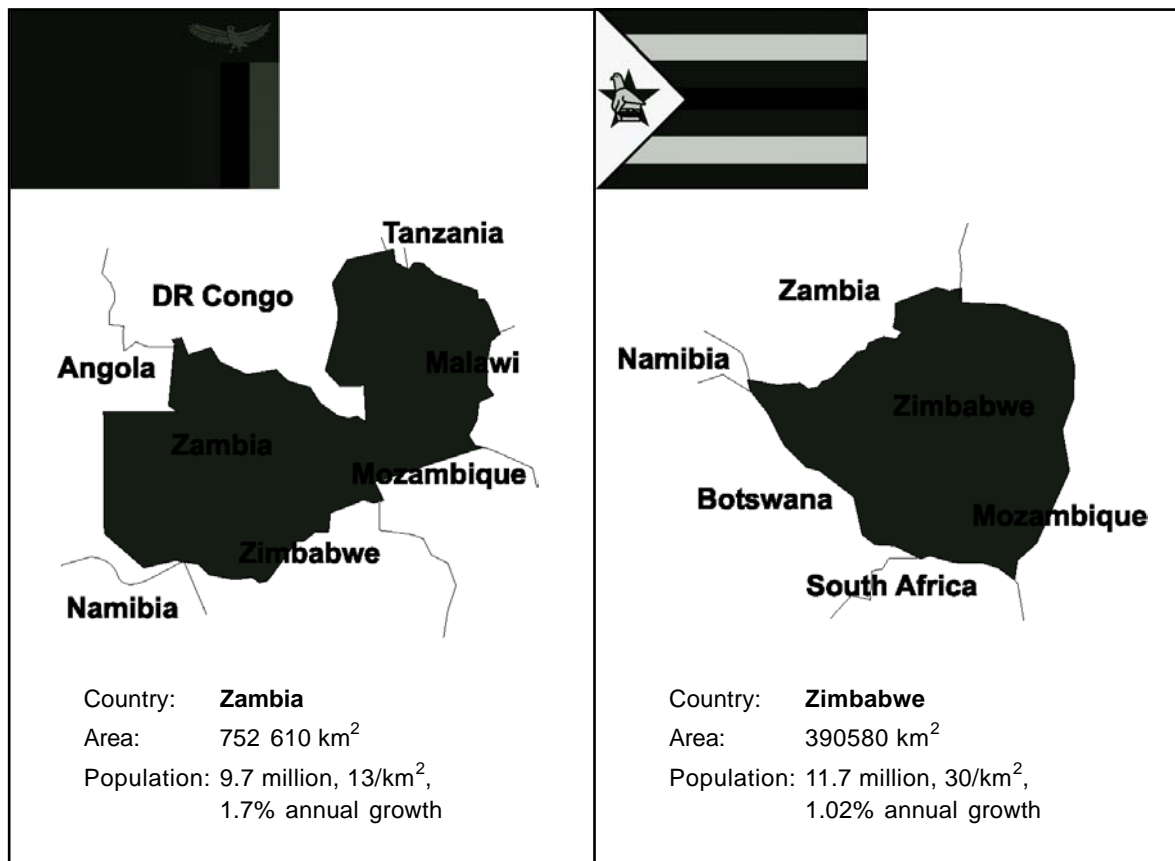 Tanzania
DR Congo
Angola
Malawi
Zambia
Mozambique
Zimbabwe
Namibia
Country: Zambia
Area: 752 610 km²
Population: 9.7 million, 13/km²,
1.7% annual growth
Zambia
Namibia
Zimbabwe
Botswana
Mozambique
South Africa
Country: Zimbabwe
Area: 390580 km²
Population: 11.7 million, 30/km²,
1.02% annual growth